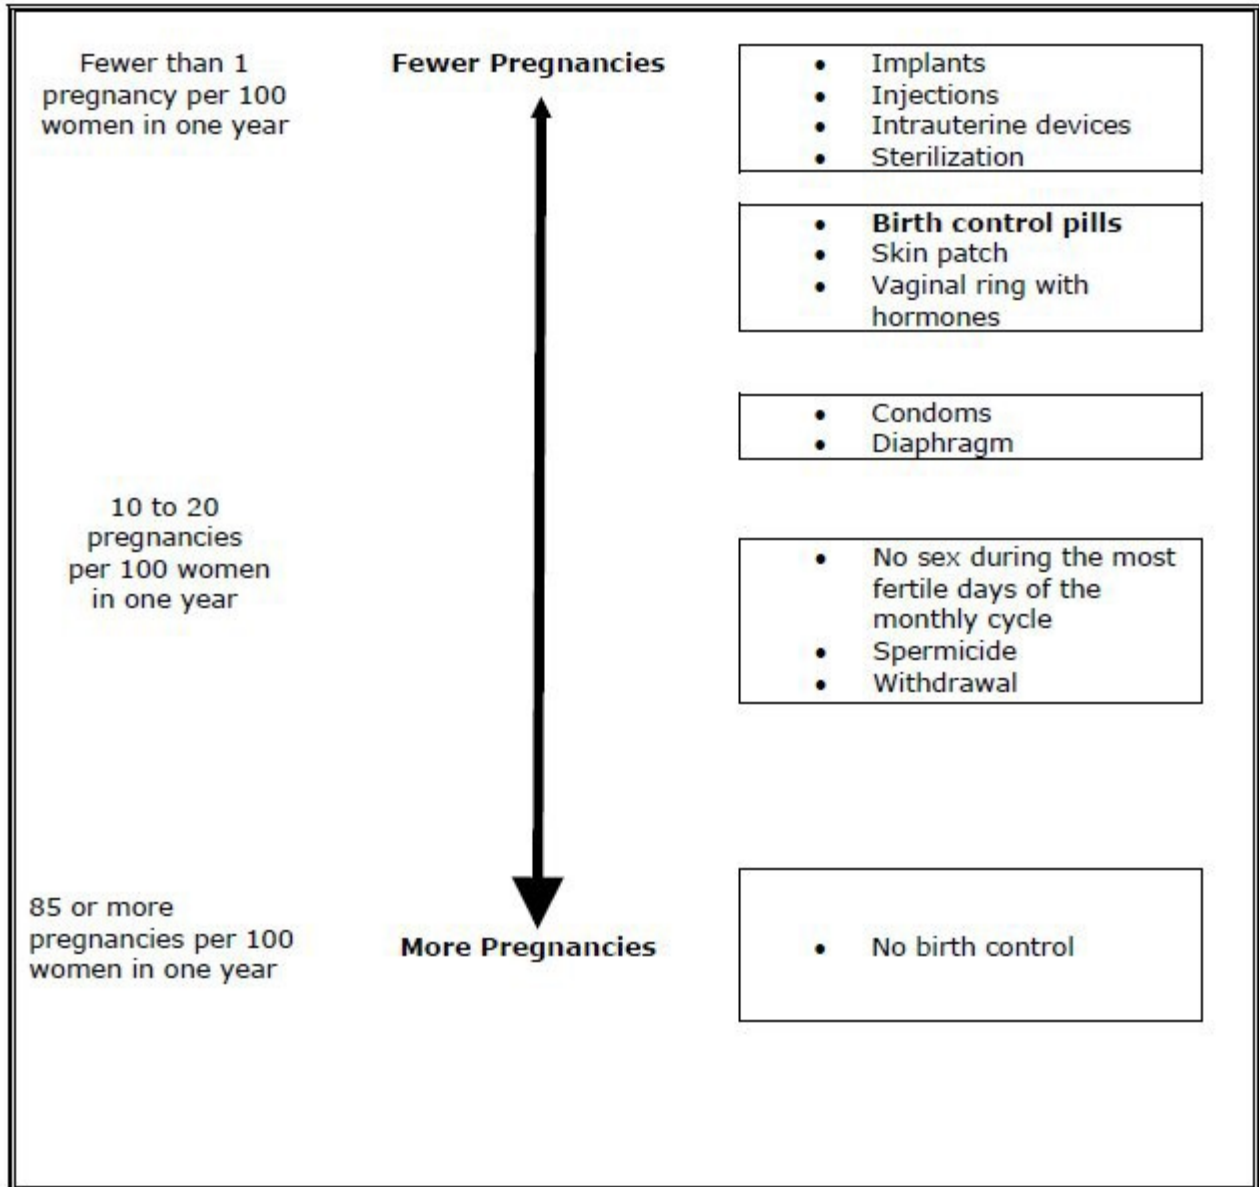 Fewer than 1
pregnancy per 100
women in one year
Fewer Pregnancies
• Implants
• Injections
• Intrauterine devices
• Sterilization
• Birth control pills
• Skin patch
• Vaginal ring with
hormones
• Condoms
• Diaphragm
10 to 20
pregnancies
per 100 women
in one year
• No sex during the most
fertile days of the
monthly cycle
• Spermicide
• Withdrawal
85 or more
pregnancies per 100
women in one year
More Pregnancies
• No birth control